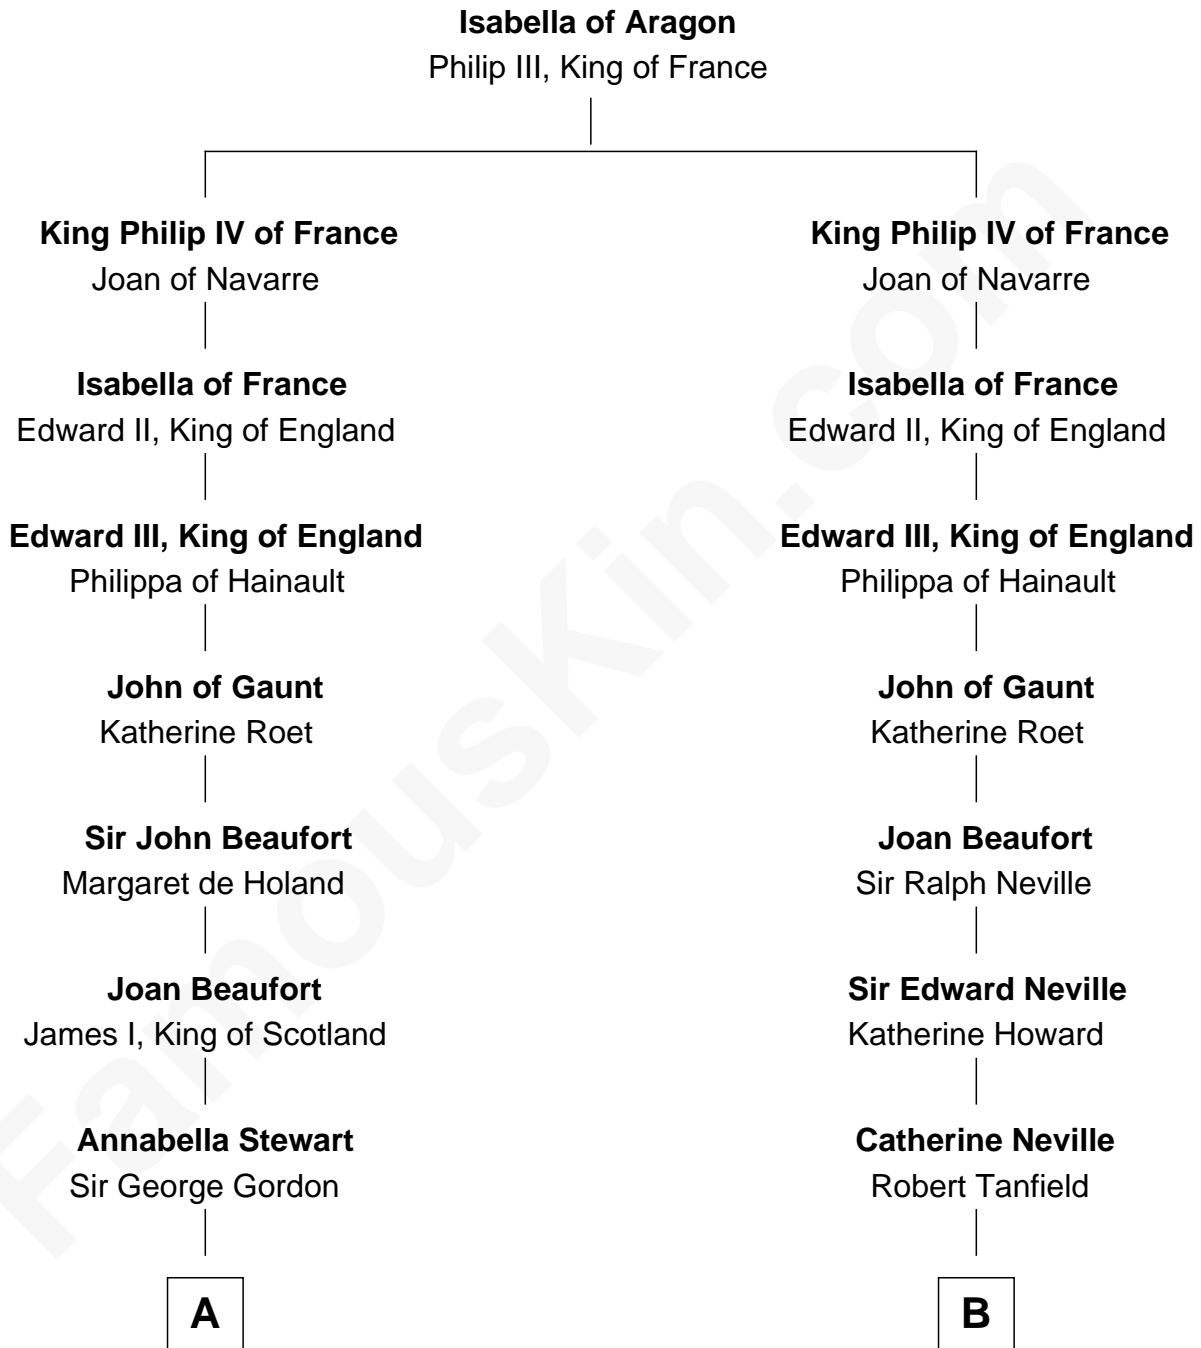 Isabella of Aragon
Philip III, King of France
King Philip IV of France
Joan of Navarre
King Philip IV of France
Joan of Navarre
Isabella of France
Edward II, King of England
Isabella of France
Edward II, King of England
Edward III, King of England
Philippa of Hainault
Edward III, King of England
Philippa of Hainault
John of Gaunt
Katherine Roet
John of Gaunt
Katherine Roet
Sir John Beaufort
Margaret de Holand
Joan Beaufort
Sir Ralph Neville
Joan Beaufort
James I, King of Scotland
Sir Edward Neville
Katherine Howard
Annabella Stewart
Sir George Gordon
Catherine Neville
Robert Tanfield
A
B
FamousKin.com